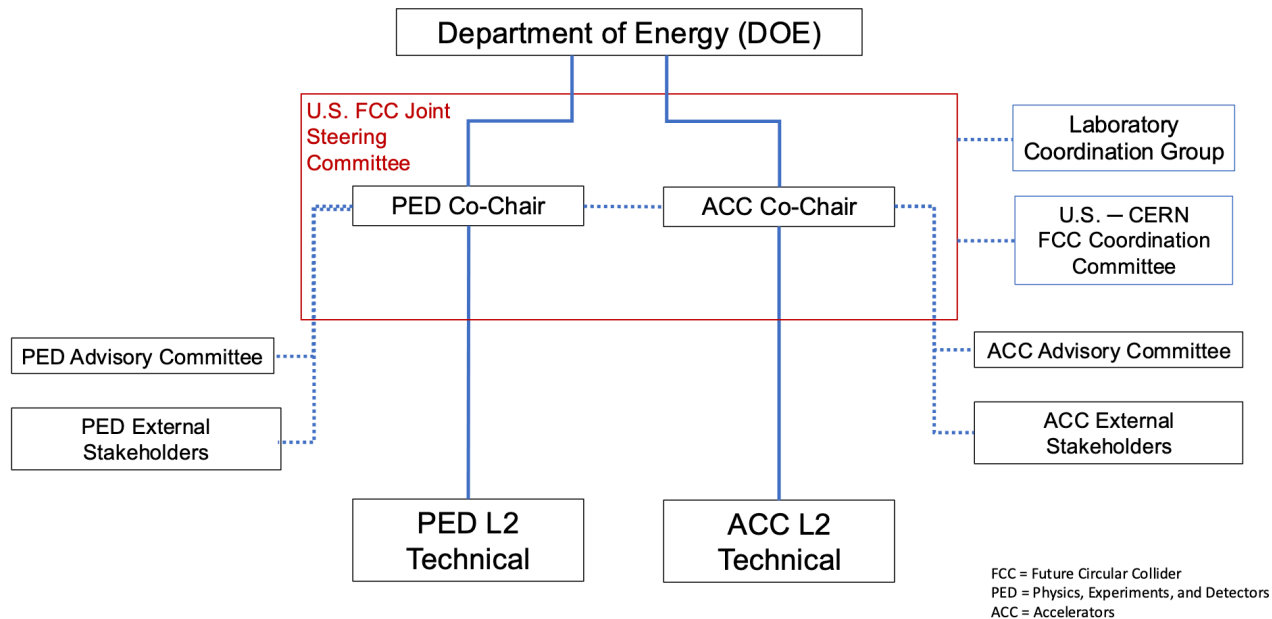 Department of Energy (DOE)
U.S. FCC Joint
Steering
Committee
Laboratory
Coordination Group
PED Co-Chair
ACC Co-Chair
U.S. — CERN
FCC Coordination
Committee
PED Advisory Committee
ACC Advisory Committee
PED External
Stakeholders
ACC External
Stakeholders
PED L2
Technical
ACC L2
Technical
FCC = Future Circular Collider
PED = Physics, Experiments, and Detectors
ACC = Accelerators